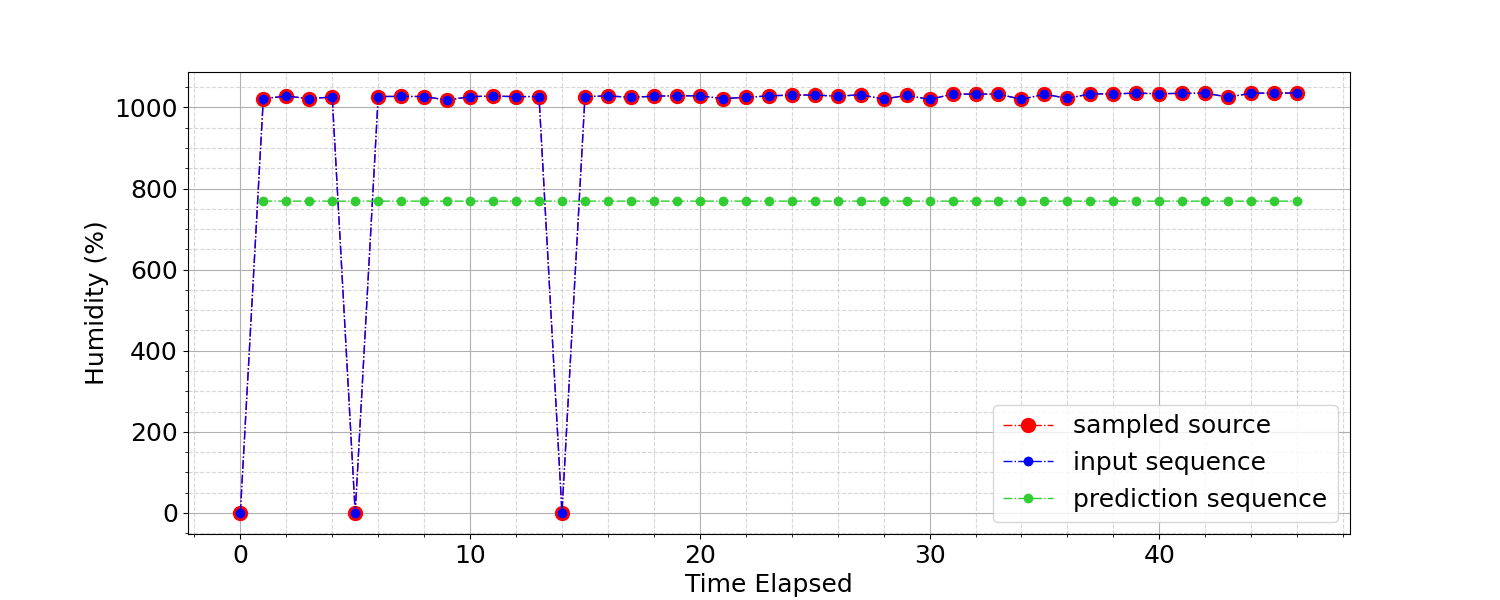 1000
800
600
400
200
0
Humidity (%)
0 10 20 30 40
Time Elapsed
sampled source
input sequence
prediction sequence